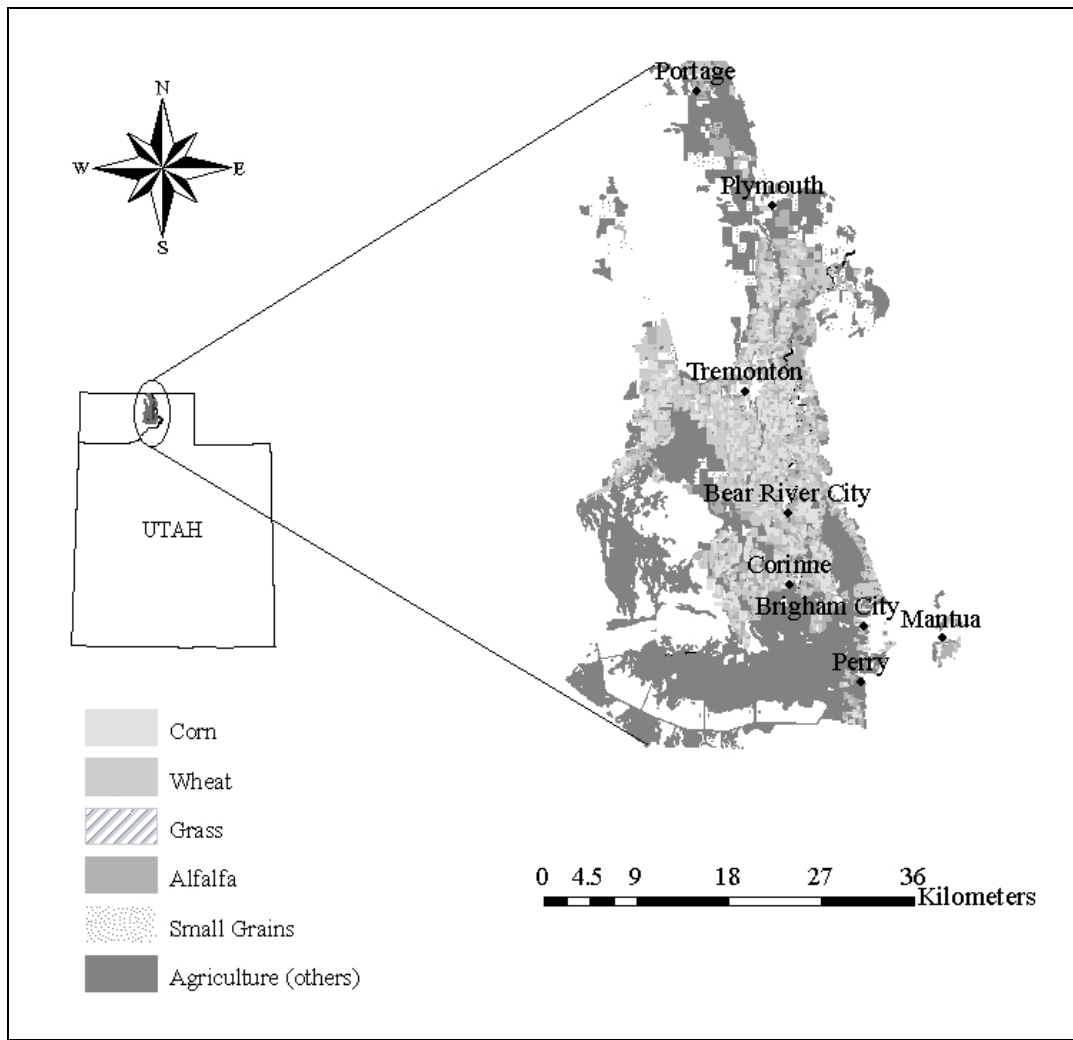 N
W E
S
Portage
Plymouth
Tremonton
Bear River City
Corinne
Brigham City
Mantua
Perry
UTAH
Corn
Wheat
Grass
Alfalfa
Small Grains
Agriculture (others)
0 4.5 9 18 27 36
Kilometers